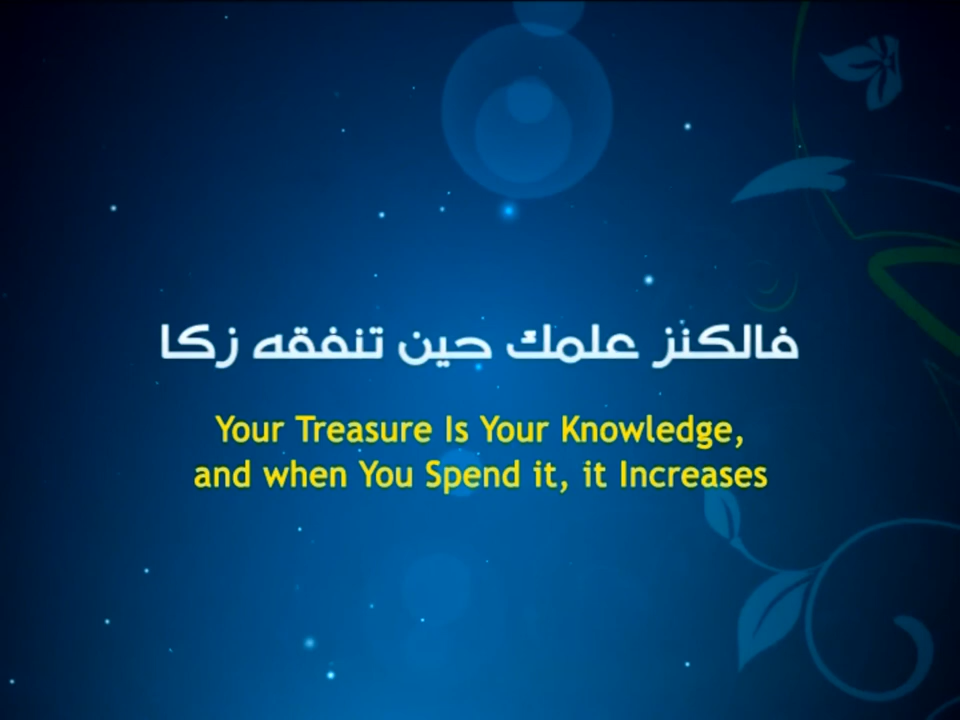 فالكنز علمك حين تنفقه زكا
Your Treasure Is Your Knowledge,
and when You Spend it, it Increases